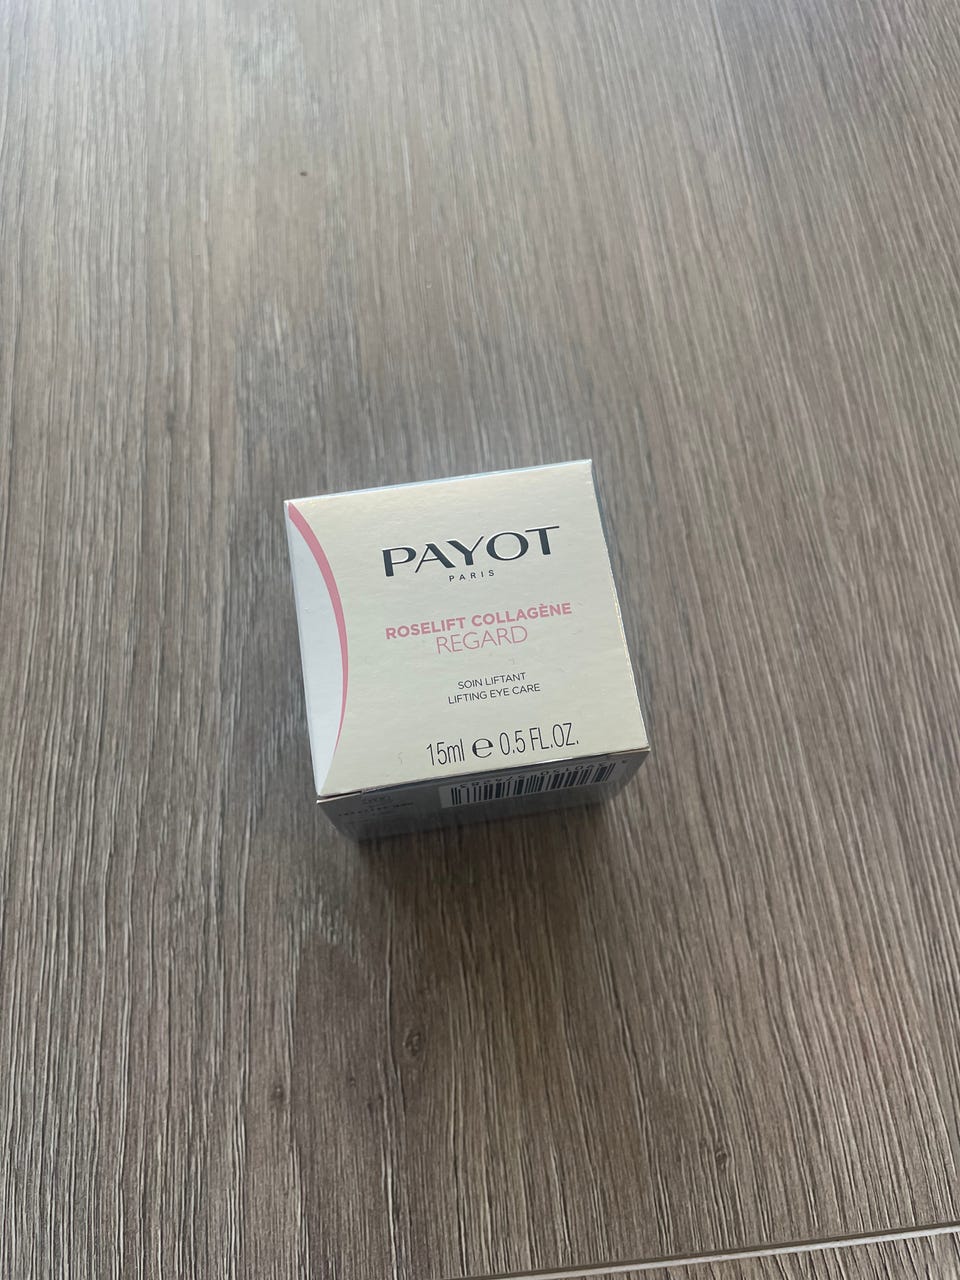 PAYOT
PARIS
ROSELIFT COLLAGÈNE
REGARD
SOIN LIFTANT
LIFTING EYE CARE
15ml ℮ 0.5 FL.OZ.